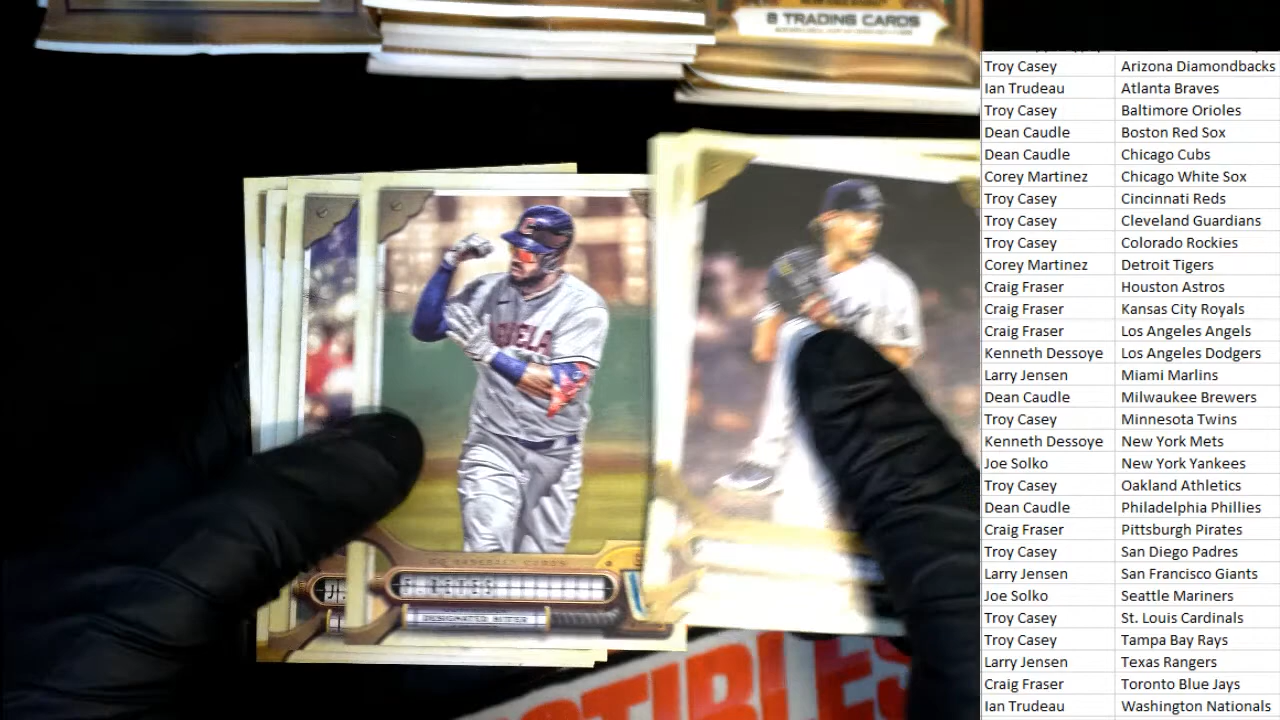 8 TRADING CARDS
Troy Casey Arizona Diamondbacks
Ian Trudeau Atlanta Braves
Troy Casey Baltimore Orioles
Dean Caudle Boston Red Sox
Dean Caudle Chicago Cubs
Corey Martinez Chicago White Sox
Troy Casey Cincinnati Reds
Troy Casey Cleveland Guardians
Troy Casey Colorado Rockies
Corey Martinez Detroit Tigers
Craig Fraser Houston Astros
Craig Fraser Kansas City Royals
Craig Fraser Los Angeles Angels
Kenneth Dessoye Los Angeles Dodgers
Larry Jensen Miami Marlins
Dean Caudle Milwaukee Brewers
Troy Casey Minnesota Twins
Kenneth Dessoye New York Mets
Joe Solko New York Yankees
Troy Casey Oakland Athletics
Dean Caudle Philadelphia Phillies
Craig Fraser Pittsburgh Pirates
Troy Casey San Diego Padres
Larry Jensen San Francisco Giants
Joe Solko Seattle Mariners
Troy Casey St. Louis Cardinals
Troy Casey Tampa Bay Rays
Larry Jensen Texas Rangers
Craig Fraser Toronto Blue Jays
Ian Trudeau Washington Nationals
BASEBALL CARDS
F. REYES
DESIGNATED HITTER